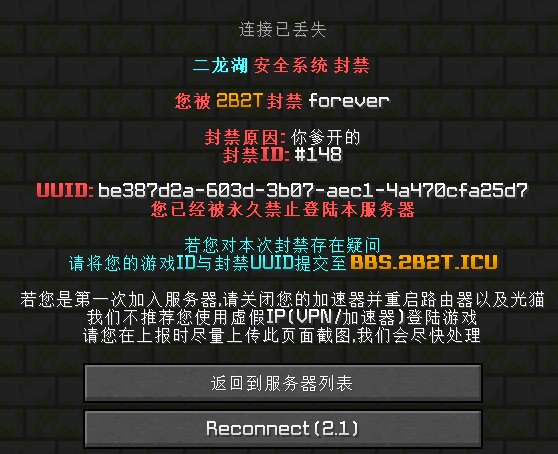 连接已丢失
二龙湖 安全系统 封禁
您被 2B2T 封禁 forever
封禁原因: 你爹开的
封禁ID: #148
UUID: be387d2a-603d-3b07-aec1-4a470cfa25d7
您已经被永久禁止登陆本服务器
若您对本次封禁存在疑问
请将您的游戏ID与封禁UUID提交至 BBS.2B2T.ICU
若您是第一次加入服务器,请关闭您的加速器并重启路由器以及光猫
我们不推荐您使用虚假IP(VPN/加速器)登陆游戏
请您在上报时尽量上传此页面截图,我们会尽快处理
返回到服务器列表
Reconnect (2.1)